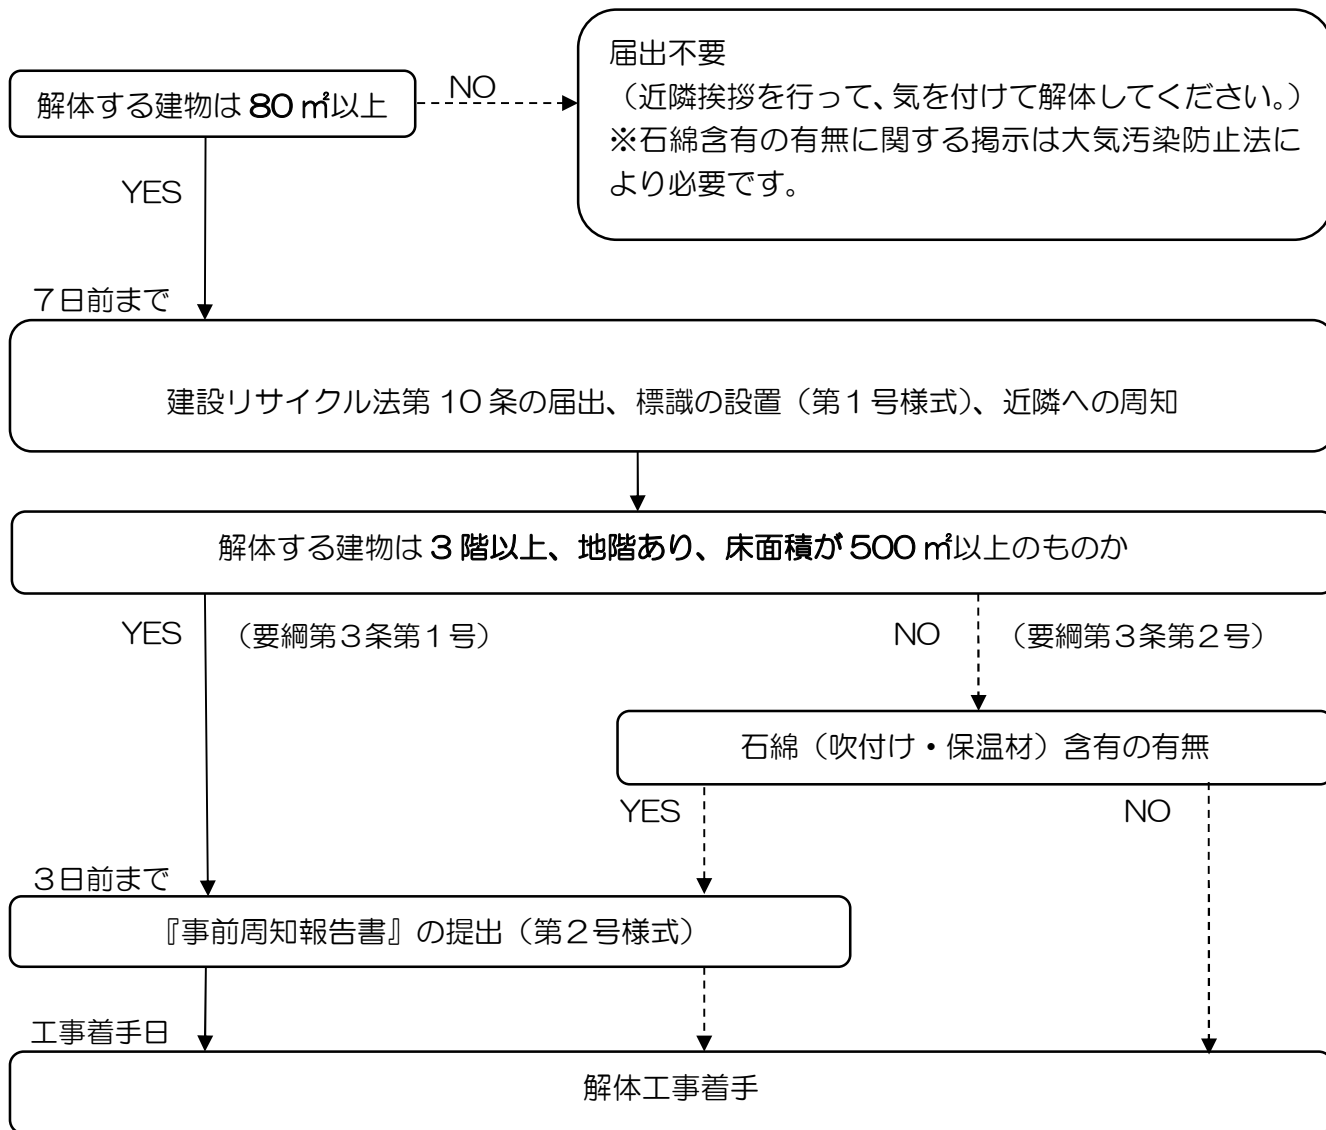 届出不要
（近隣挨拶を行って、気を付けて解体してください。）
※石綿含有の有無に関する掲示は大気汚染防止法に
より必要です。
解体する建物は 80 ㎡以上
NO
YES
７日前まで
建設リサイクル法第 10 条の届出、標識の設置（第１号様式）、近隣への周知
解体する建物は 3 階以上、地階あり、床面積が 500 ㎡以上のものか
YES （要綱第３条第１号）
NO （要綱第３条第２号）
石綿（吹付け・保温材）含有の有無
YES
NO
３日前まで
『事前周知報告書』の提出（第２号様式）
工事着手日
解体工事着手